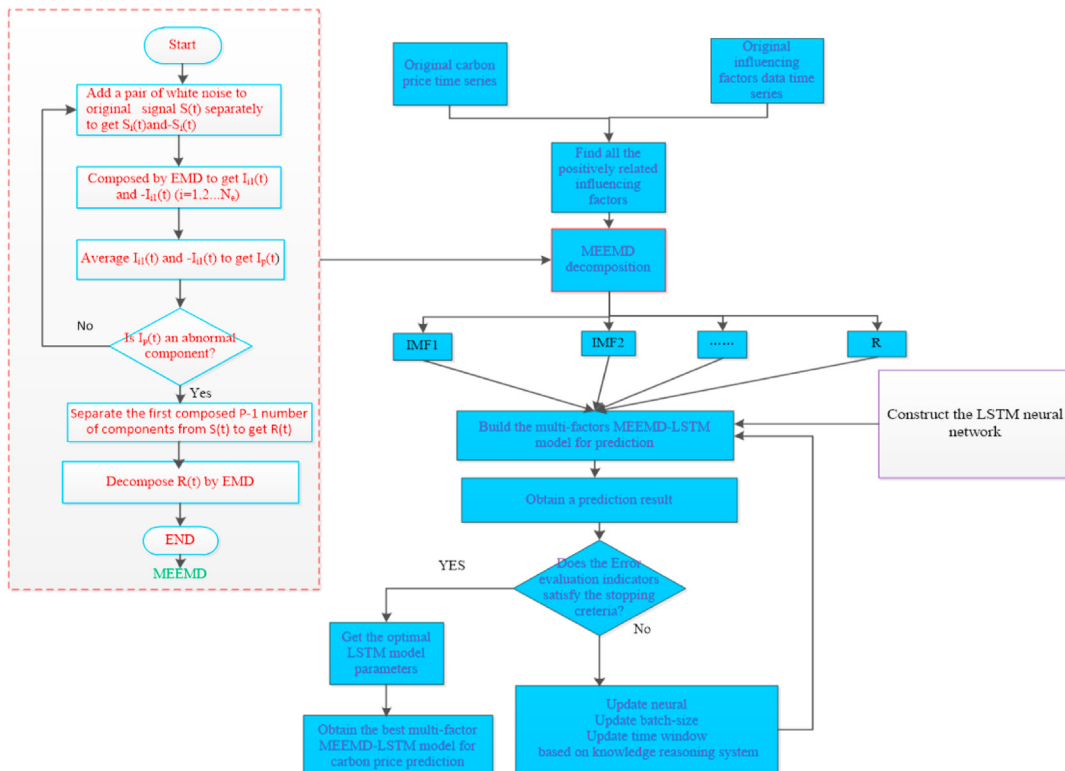 Start
Add a pair of white noise to
original signal S(t) separately
to get Si(t)and-Si(t)
Composed by EMD to get Ii1(t)
and -Ii1(t) (i=1,2...Ne)
Average Ii1(t) and -Ii1(t) to get Ip(t)
No
Is Ip(t) an abnormal
component?
Yes
Separate the first composed P-1 number
of components from S(t) to get R(t)
Decompose R(t) by EMD
END
MEEMD
Original carbon
price time series
Original
influencing
factors data time
series
Find all the
positively related
influencing
factors
MEEMD
decomposition
IMF1
IMF2
······
R
Construct the LSTM neural
network
Build the multi-factors MEEMD-LSTM
model for prediction
Obtain a prediction result
Does the Error
evaluation indicators
satisfy the stopping
creteria?
YES
No
Get the optimal
LSTM model
parameters
Obtain the best multi-factor
MEEMD-LSTM model for
carbon price prediction
Update neural
Update batch-size
Update time window
based on knowledge reasoning system